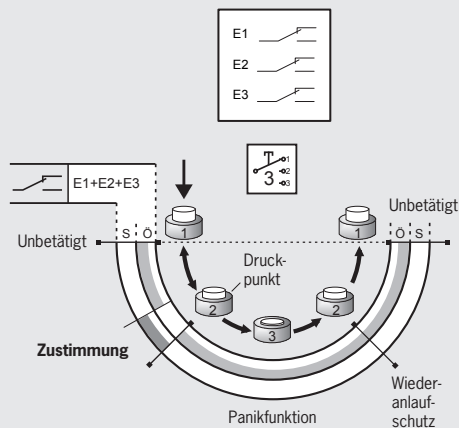 E1
E2
E3
1
2
3
3
E1+E2+E3
Unbetätigt
S
Ö
1
1
Unbetätigt
Ö
S
Druck-
punkt
2
2
3
Zustimmung
Wieder-
anlauf-
schutz
Panikfunktion